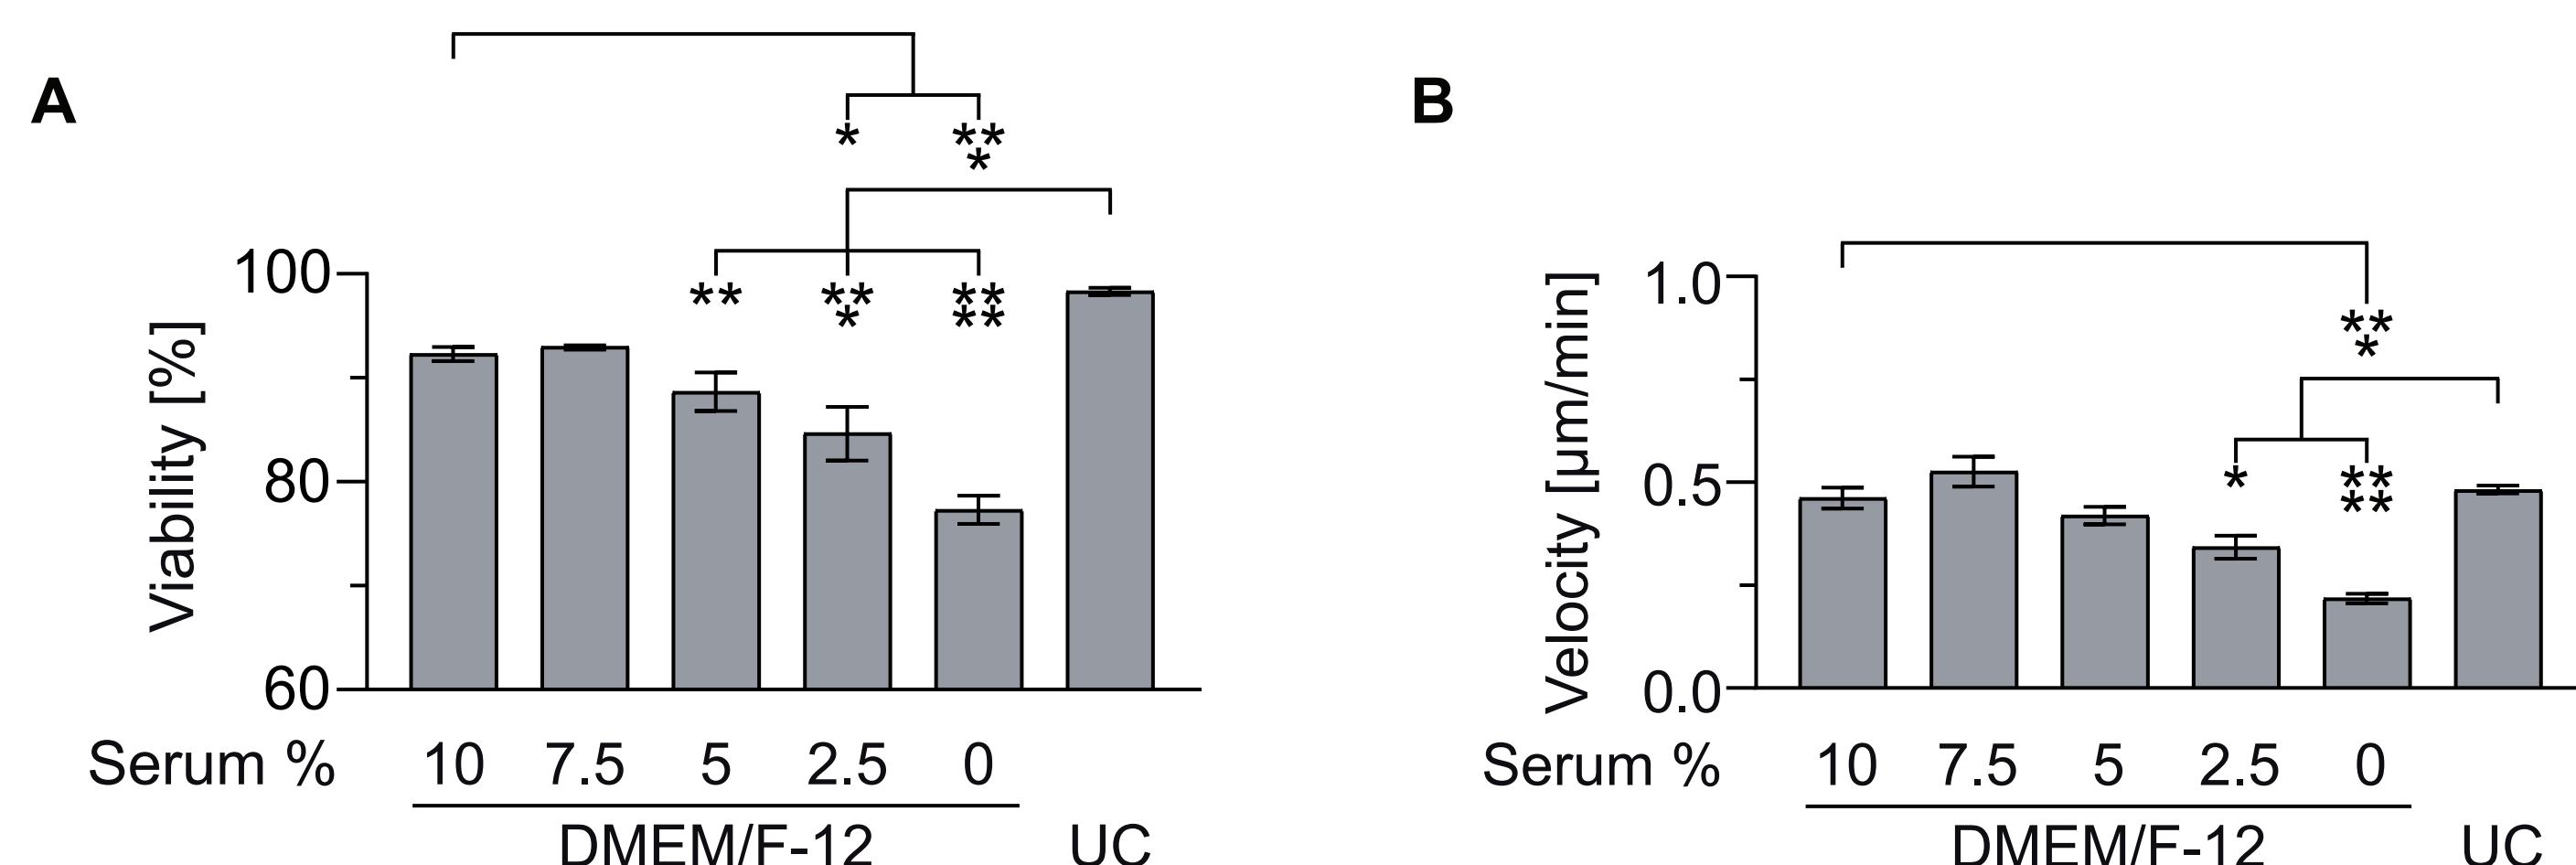 A
B
*
**
*
**
**
*
**
**
**
*
*
**
**
100
80
60
Viability [%]
1.0
0.5
0.0
Velocity [µm/min]
Serum % 10 7.5 5 2.5 0
DMEM/F-12 UC
Serum % 10 7.5 5 2.5 0
DMEM/F-12 UC